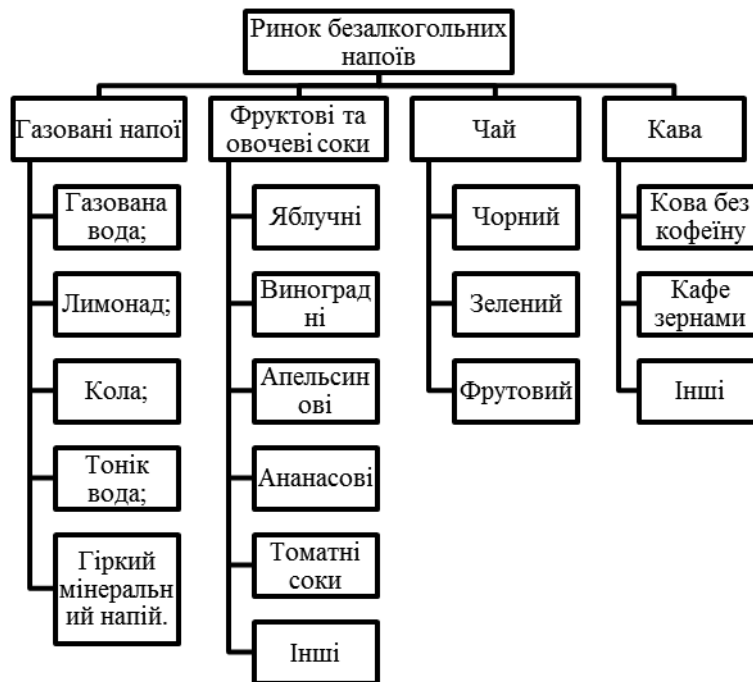 Ринок безалкогольних
напоїв
Газовані напої
Газована
вода;
Лимонад;
Кола;
Тонік
вода;
Гіркий
мінеральн
ий напій.
Фруктові та
овочеві соки
Яблучні
Виноград
ні
Апельсин
ові
Ананасові
Томатні
соки
Інші
Чай
Чорний
Зелений
Фрутовий
Кава
Кова без
кофеїну
Кафе
зернами
Інші